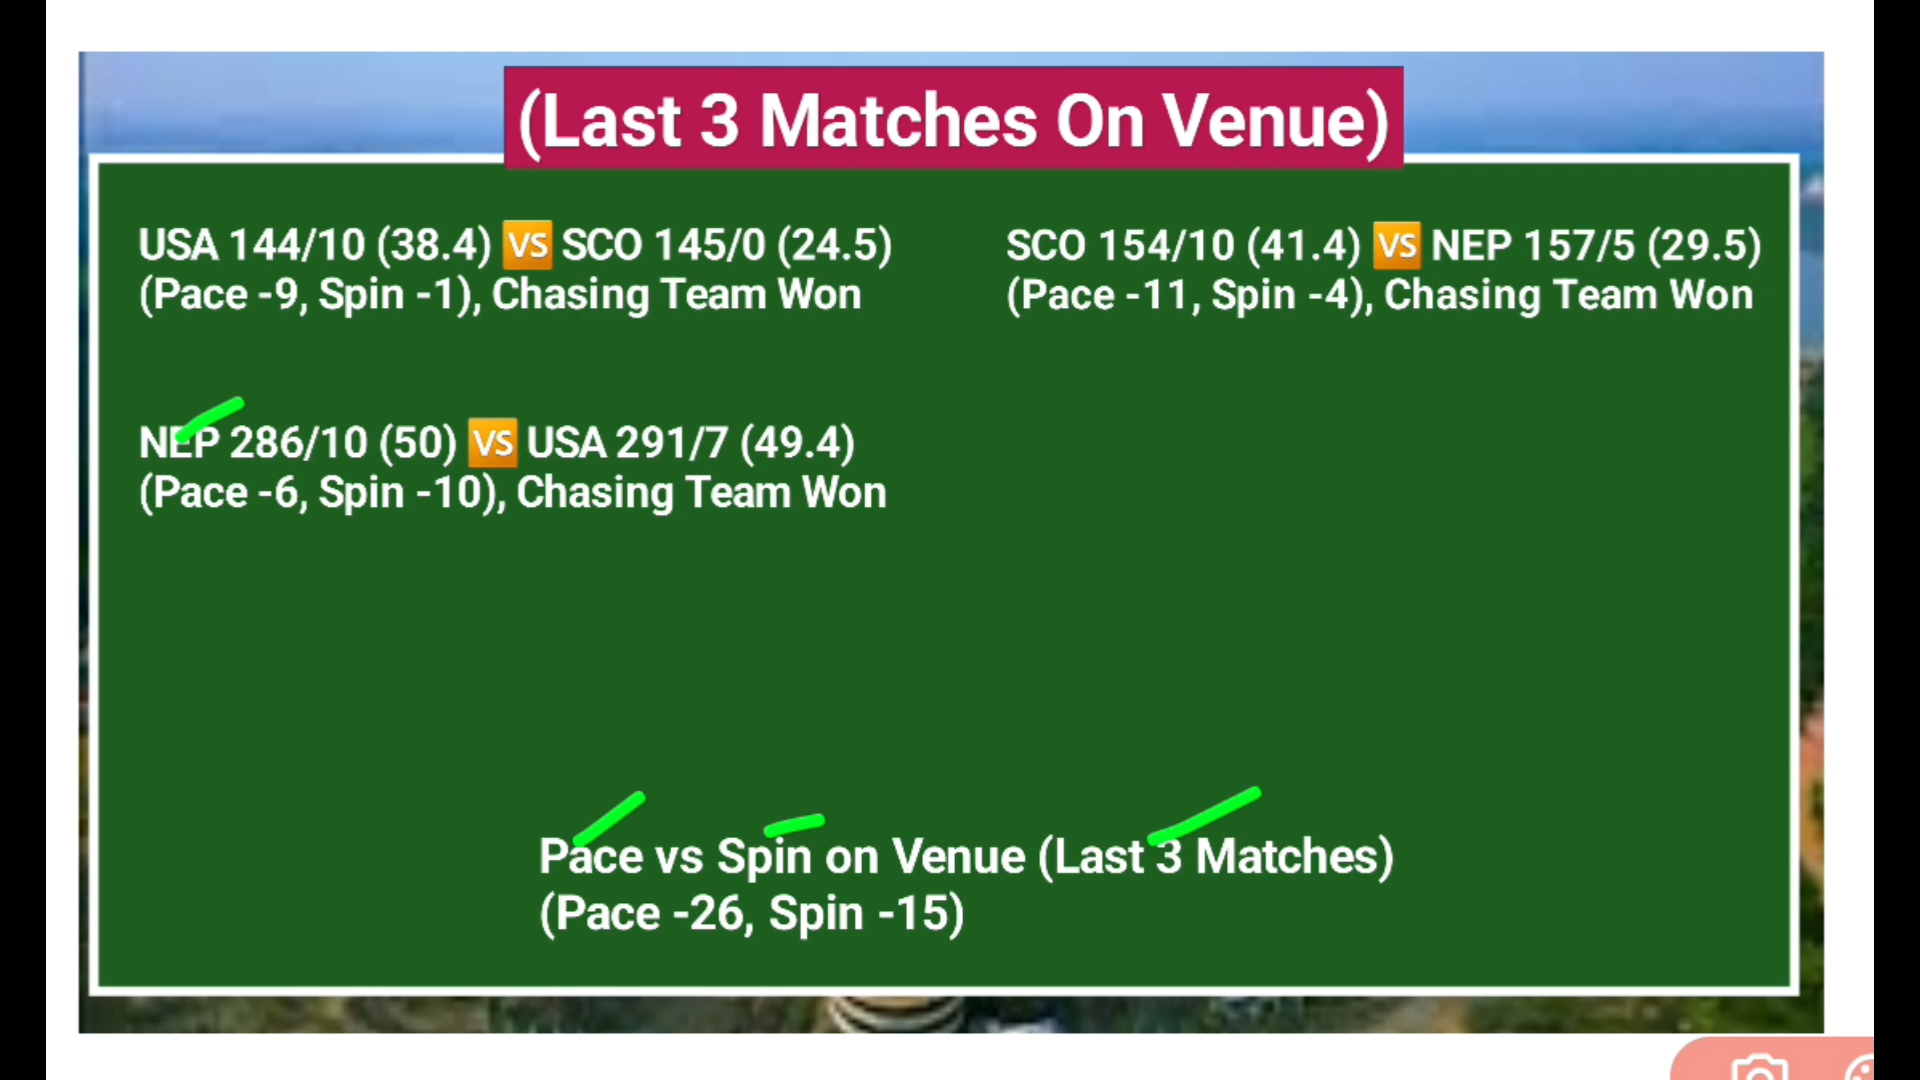 (Last 3 Matches On Venue)
USA 144/10 (38.4) 🆚 SCO 145/0 (24.5)
(Pace -9, Spin -1), Chasing Team Won
SCO 154/10 (41.4) 🆚 NEP 157/5 (29.5)
(Pace -11, Spin -4), Chasing Team Won
NEP 286/10 (50) 🆚 USA 291/7 (49.4)
(Pace -6, Spin -10), Chasing Team Won
Pace vs Spin on Venue (Last 3 Matches)
(Pace -26, Spin -15)